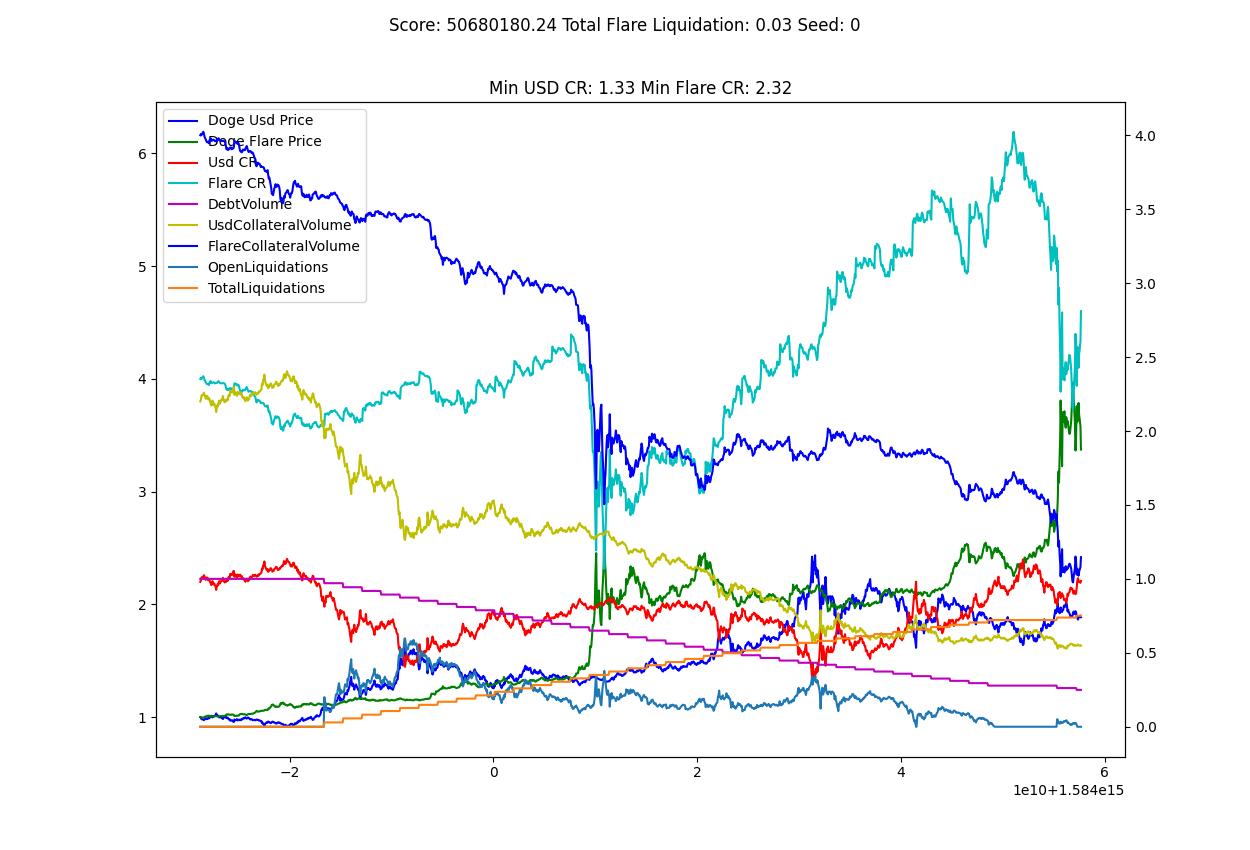 Score: 50680180.24 Total Flare Liquidation: 0.03 Seed: 0
Min USD CR: 1.33 Min Flare CR: 2.32
Doge Usd Price
Doge Flare Price
Usd CR
Flare CR
DebtVolume
UsdCollateralVolume
FlareCollateralVolume
OpenLiquidations
TotalLiquidations
6
5
4
3
2
1
4.0
3.5
3.0
2.5
2.0
1.5
1.0
0.5
0.0
−2
0
2
4
6
1e10+1.584e15